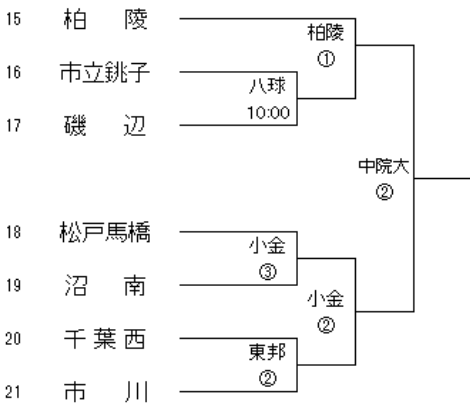 15 柏陵
柏陵
①
16 市立銚子
八球
10:00
17 磯辺
中院大
②
18 松戸馬橋
小金
③
19 沼南
小金
②
20 千葉西
東邦
②
21 市川